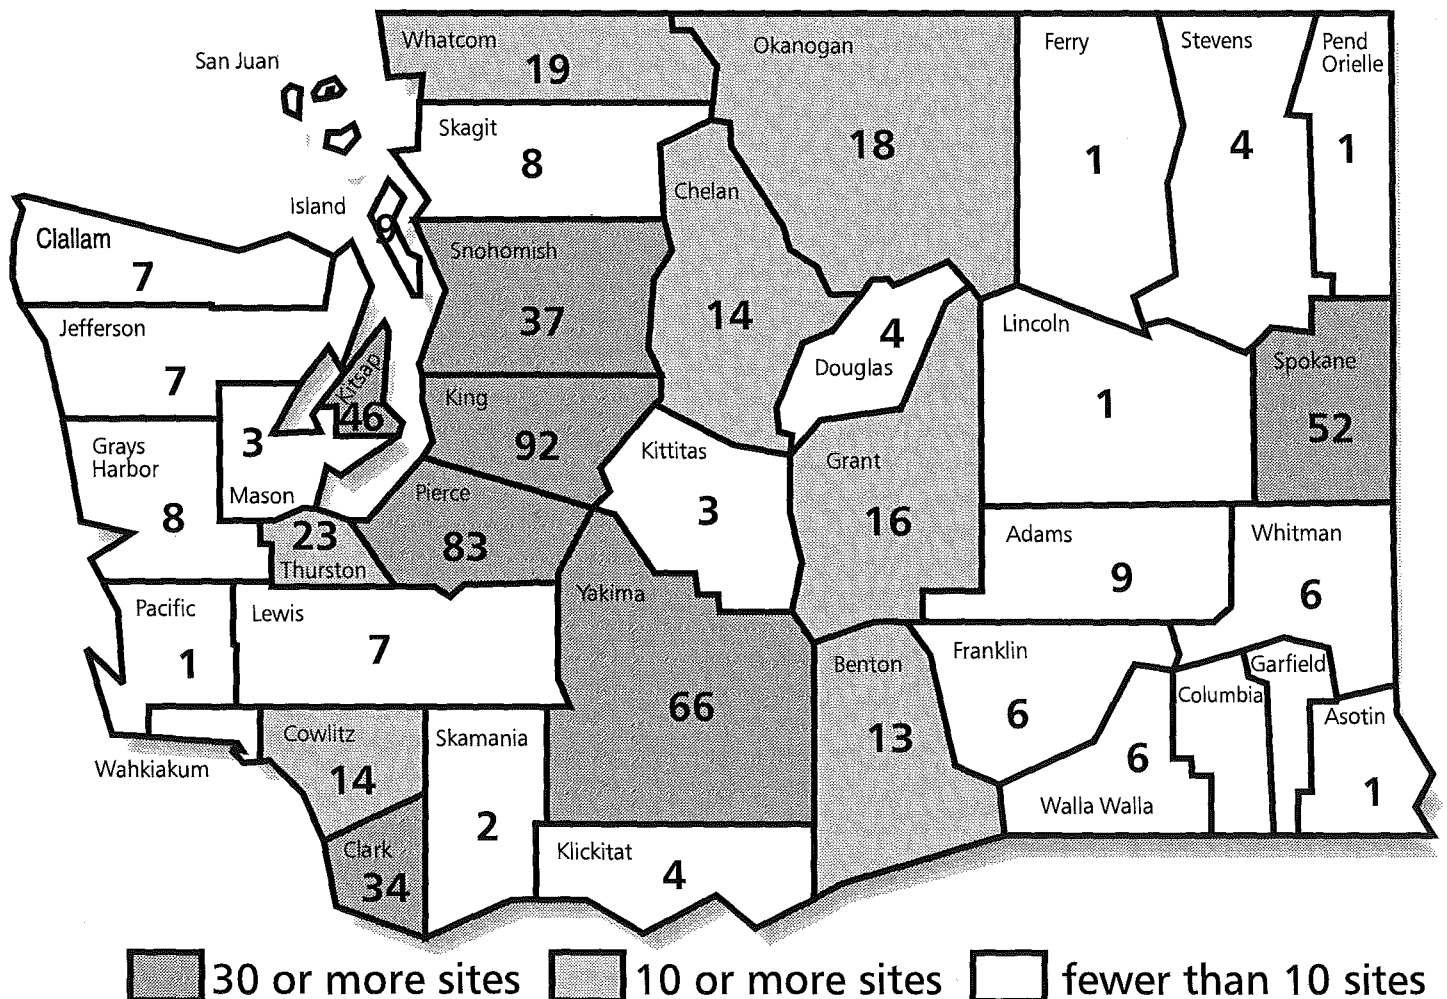 Whatcom
19
Okanogan
18
Ferry
1
Stevens
4
Pend
Orielle
1
San Juan
Skagit
8
Chelan
14
Island
9
Clallam
7
Snohomish
37
Jefferson
7
Kitsap
46
King
92
Douglas
4
Lincoln
1
Spokane
52
Grays
Harbor
8
3
Mason
Pierce
83
Kittitas
3
Grant
16
23
Thurston
Adams
9
Whitman
6
Yakima
66
Pacific
1
Lewis
7
Benton
13
Franklin
6
Garfield
Columbia
Asotin
1
Wahkiakum
Cowlitz
14
Skamania
2
6
Walla Walla
Clark
34
Klickitat
4
30 or more sites
10 or more sites
fewer than 10 sites